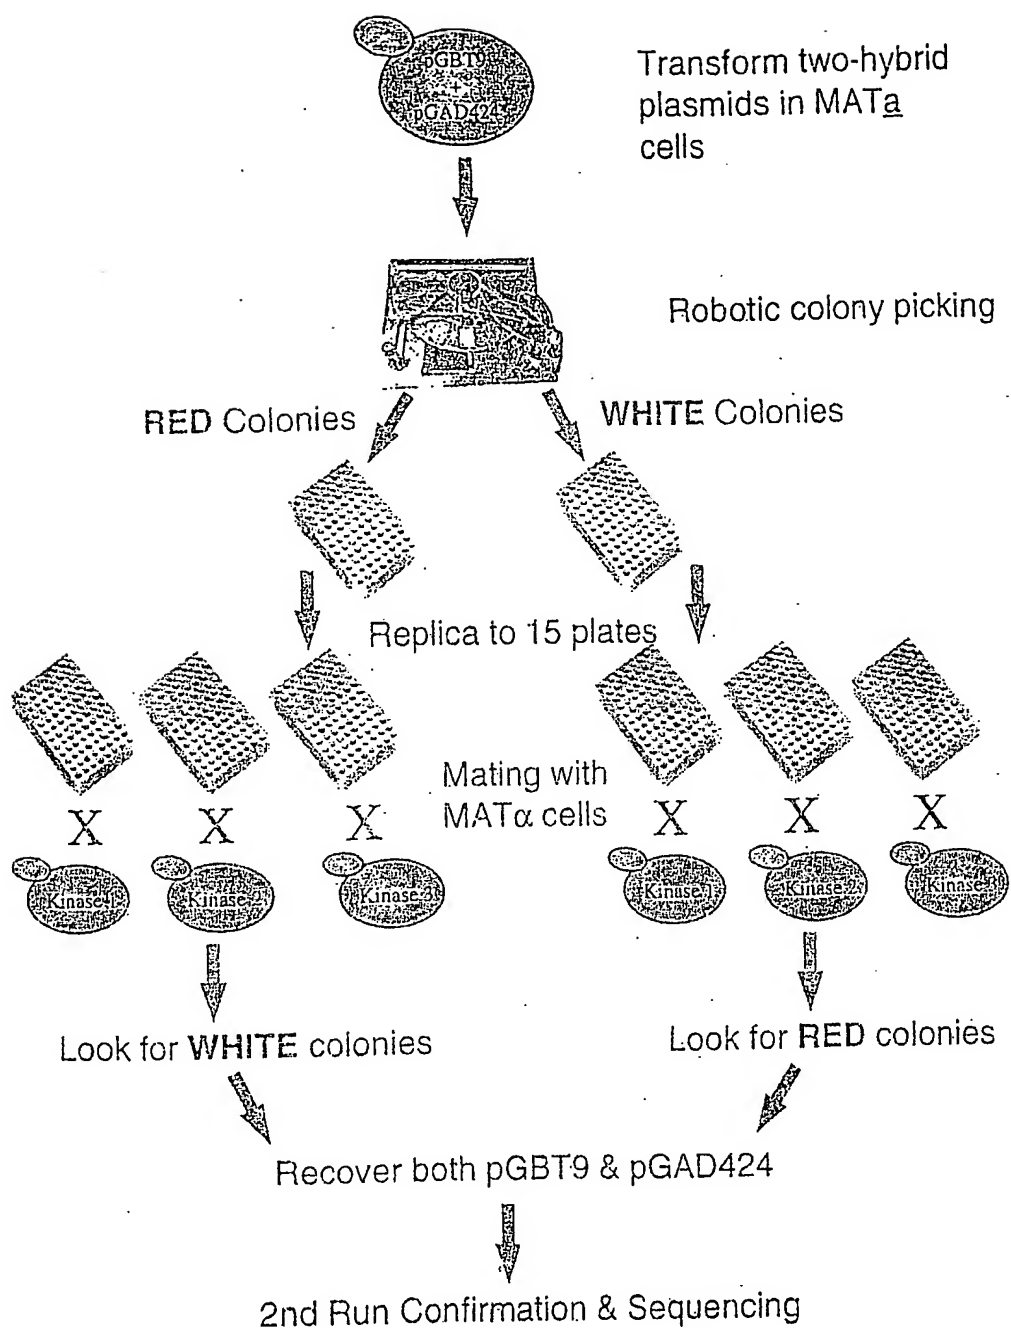 pGBT9
+
pGAD424
Transform two-hybrid
plasmids in MATa
cells
Robotic colony picking
RED Colonies
WHITE Colonies
Replica to 15 plates
Mating with
MATα cells
X X X X X X
Kinase 1 Kinase 2 Kinase 3 Kinase 1 Kinase 2 Kinase
Look for WHITE colonies
Look for RED colonies
Recover both pGBT9 & pGAD424
2nd Run Confirmation & Sequencing